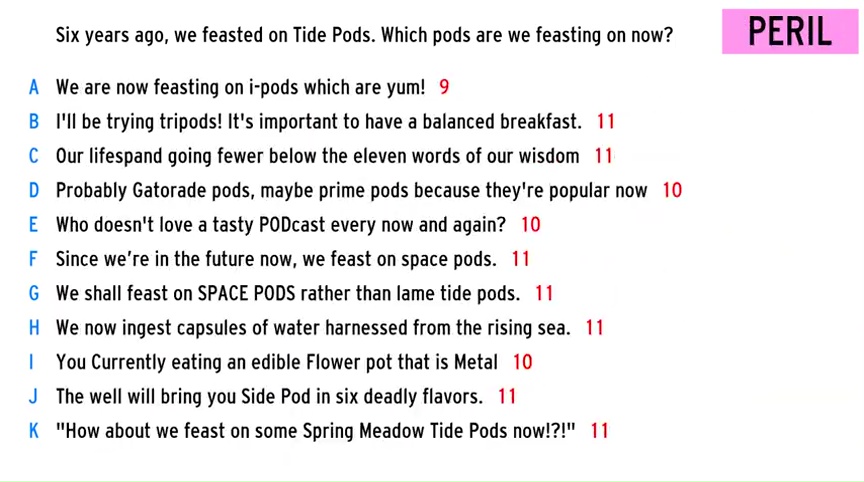 Six years ago, we feasted on Tide Pods. Which pods are we feasting on now?
PERIL
A We are now feasting on i-pods which are yum! 9
B I'll be trying tripods! It's important to have a balanced breakfast. 11
C Our lifespand going fewer below the eleven words of our wisdom 11
D Probably Gatorade pods, maybe prime pods because they're popular now 10
E Who doesn't love a tasty PODcast every now and again? 10
F Since we’re in the future now, we feast on space pods. 11
G We shall feast on SPACE PODS rather than lame tide pods. 11
H We now ingest capsules of water harnessed from the rising sea. 11
I You Currently eating an edible Flower pot that is Metal 10
J The well will bring you Side Pod in six deadly flavors. 11
K "How about we feast on some Spring Meadow Tide Pods now!?!" 11